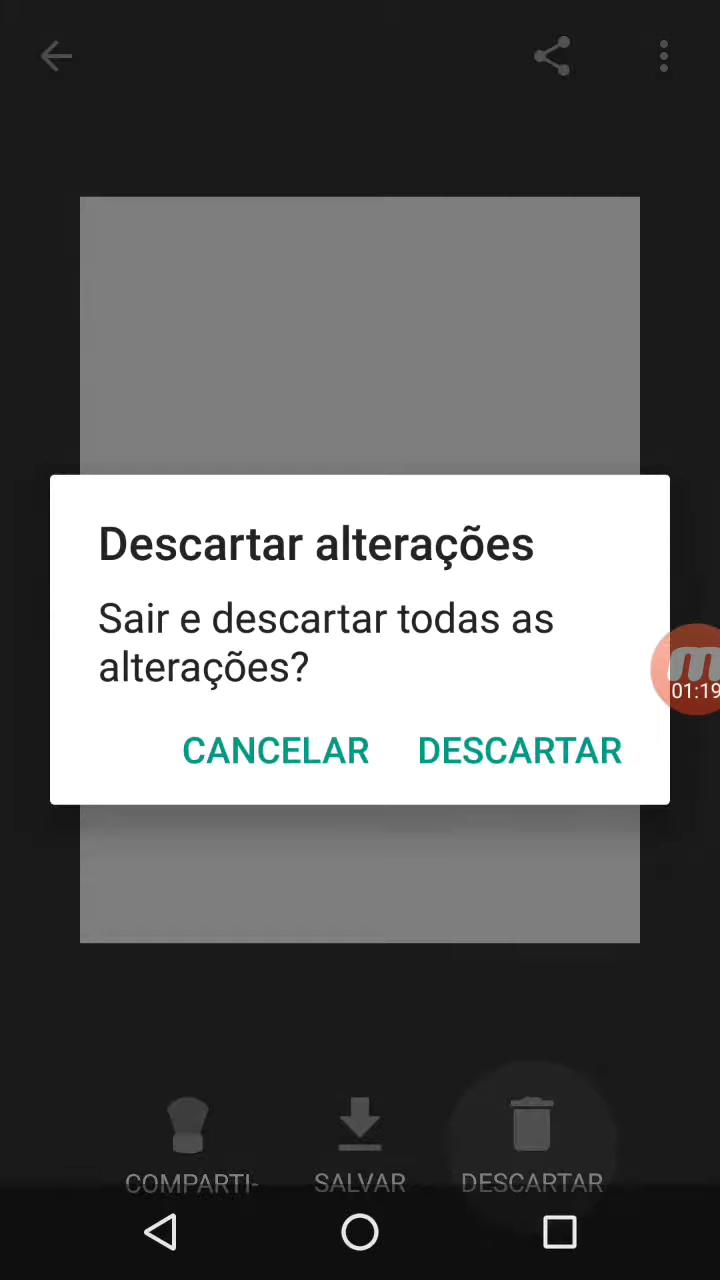 Descartar alterações
Sair e descartar todas as
alterações?
CANCELAR DESCARTAR
01:19
COMPARTI- SALVAR DESCARTAR